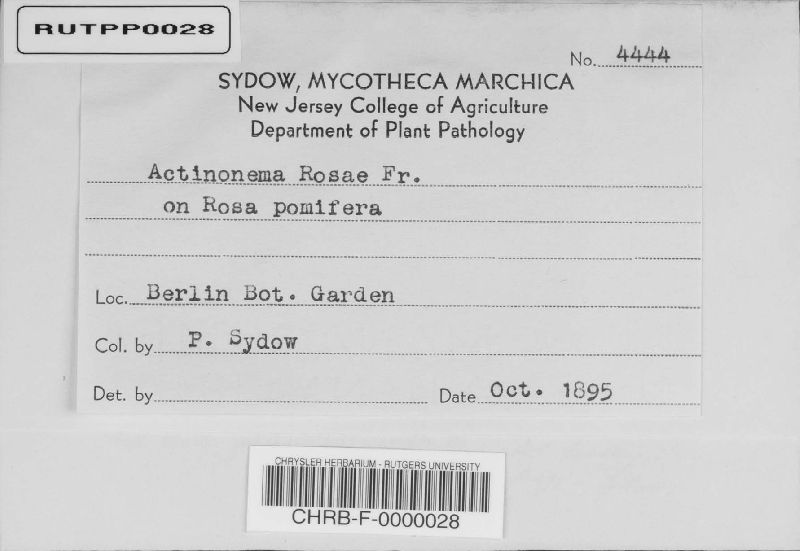 RUTPP0028
No. 4444
SYDOW, MYCOTHECA MARCHICA
New Jersey College of Agriculture
Department of Plant Pathology
Actinonema Rosae Fr.
on Rosa pomifera
Loc. Berlin Bot. Garden
Col. by P. Sydow
Det. by Date Oct. 1895
CHRYSLER HERBARIUM - RUTGERS UNIVERSITY
CHRB-F-0000028